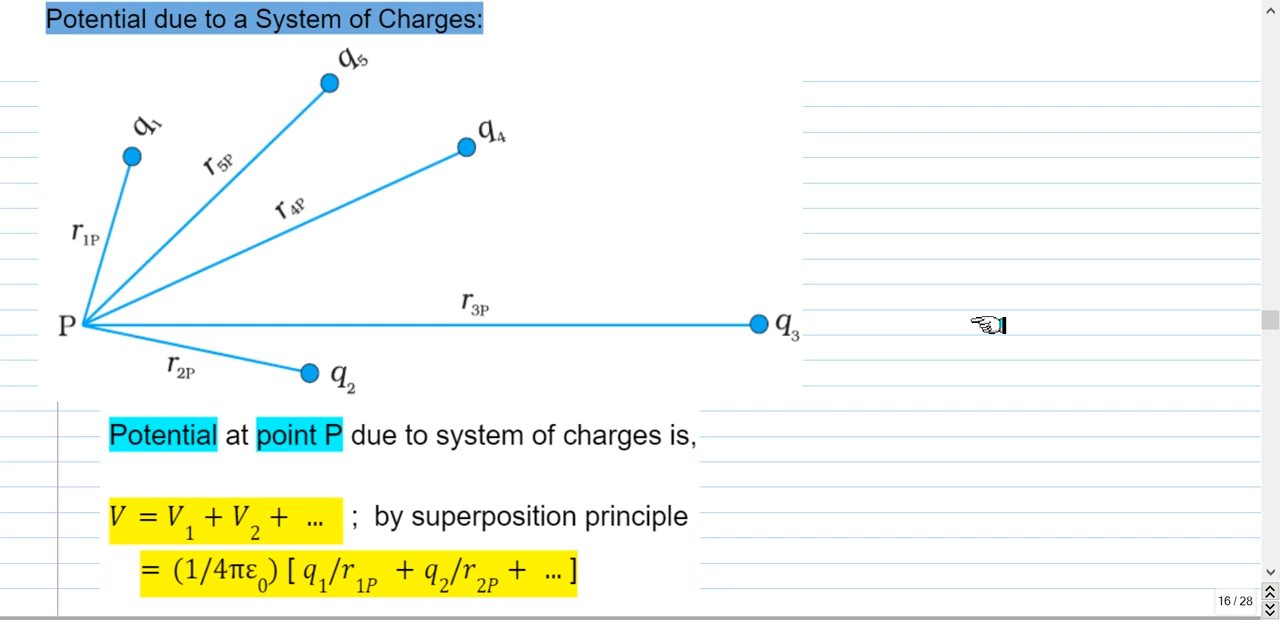 Potential due to a System of Charges:
q₅
q₁
q₄
r₅P
r₄P
r₁P
r₃P
P
q₃
r₂P
q₂
Potential at point P due to system of charges is,
V = V₁ + V₂ + ... ; by superposition principle
= (1/4πε₀) [ q₁/r₁P + q₂/r₂P + ... ]
16 / 28